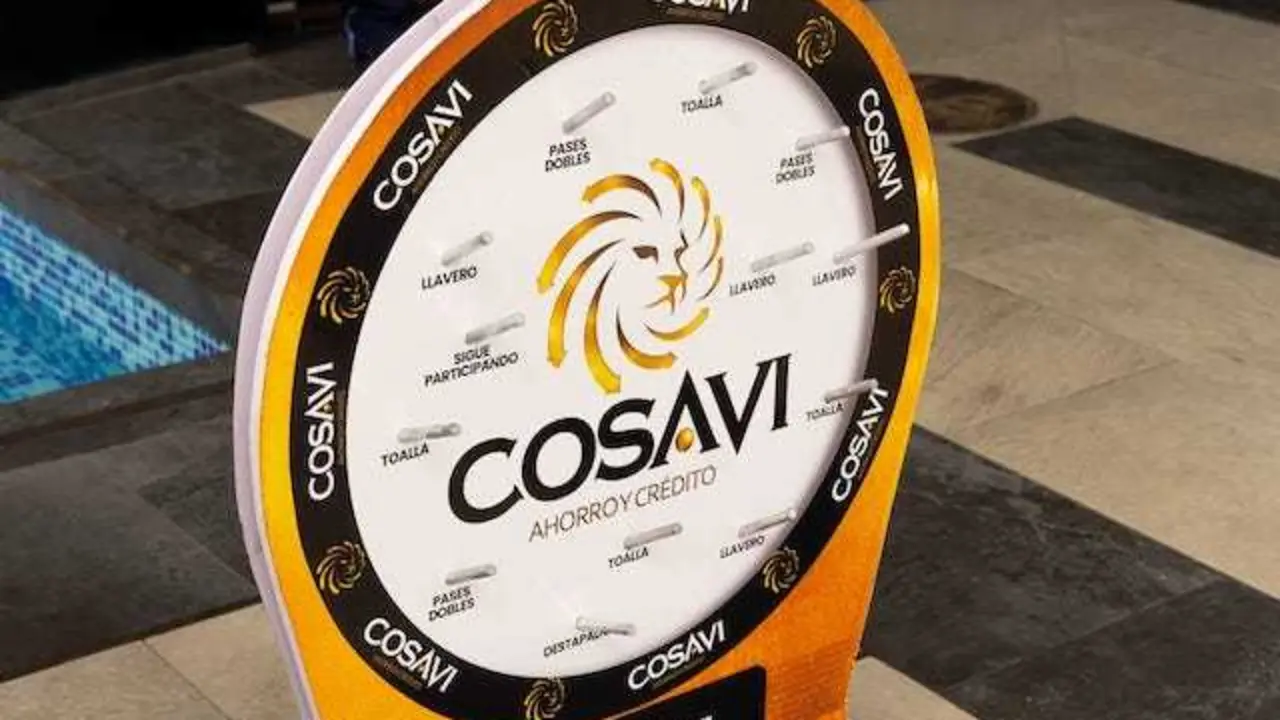 COSAVI
COSAVI
COSAVI
TOALLA
PASES
DOBLES
PASES
DOBLES
LLAVERO
LLAVERO
LLAVERO
SIGUE
PARTICIPANDO
COSAVI
AHORRO Y CRÉDITO
TOALLA
TOALLA
COSAVI
COSAVI
TOALLA
LLAVERO
PASES
DOBLES
COSAVI
COSAVI